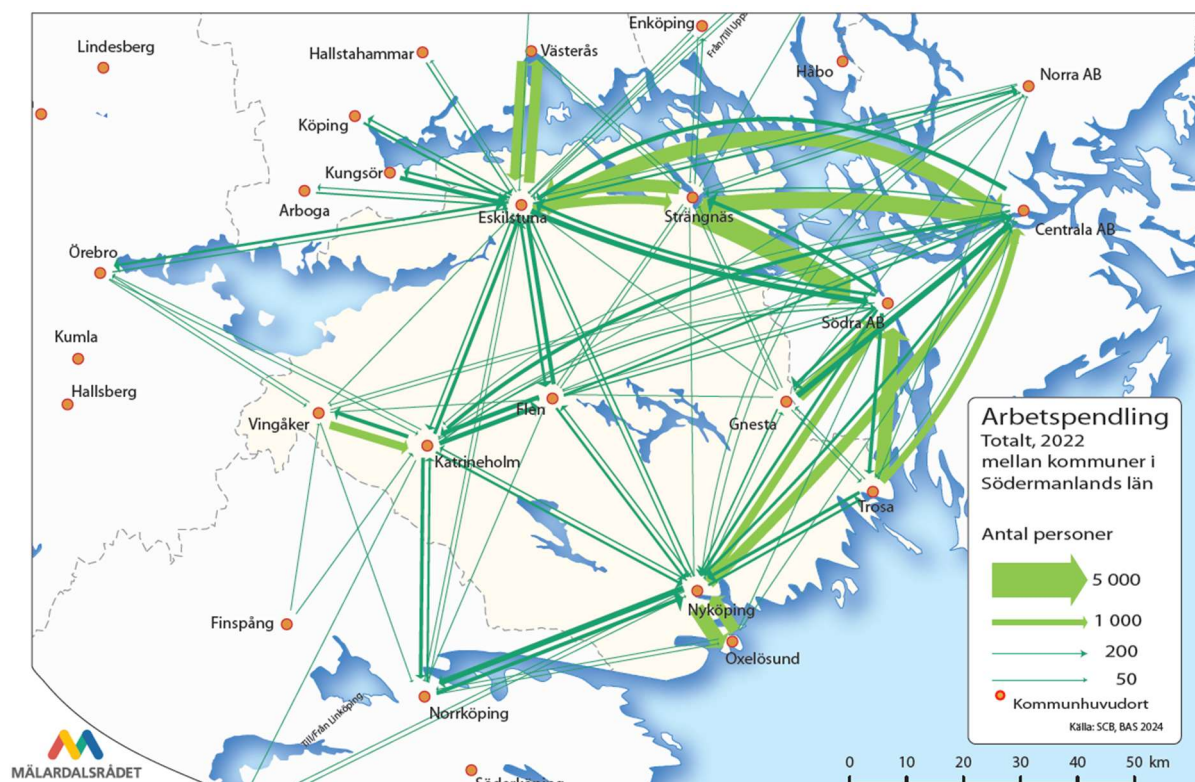 Lindesberg
Hallstahammar
Västerås
Enköping
Från/Till Upps
Håbo
Norra AB
Köping
Kungsör
Arboga
Eskilstuna
Strängnäs
Centrala AB
Örebro
Södra AB
Kumla
Hallsberg
Vingåker
Flen
Gnesta
Katrineholm
Trosa
Finspång
Nyköping
Oxelösund
Norrköping
Till/Från Linköping
Söderköping
Arbetspendling
Totalt, 2022
mellan kommuner i
Södermanlands län
Antal personer
5 000
1 000
200
50
Kommunhuvudort
Källa: SCB, BAS 2024
MÄLARDALSRÅDET
0 10 20 30 40 50 km